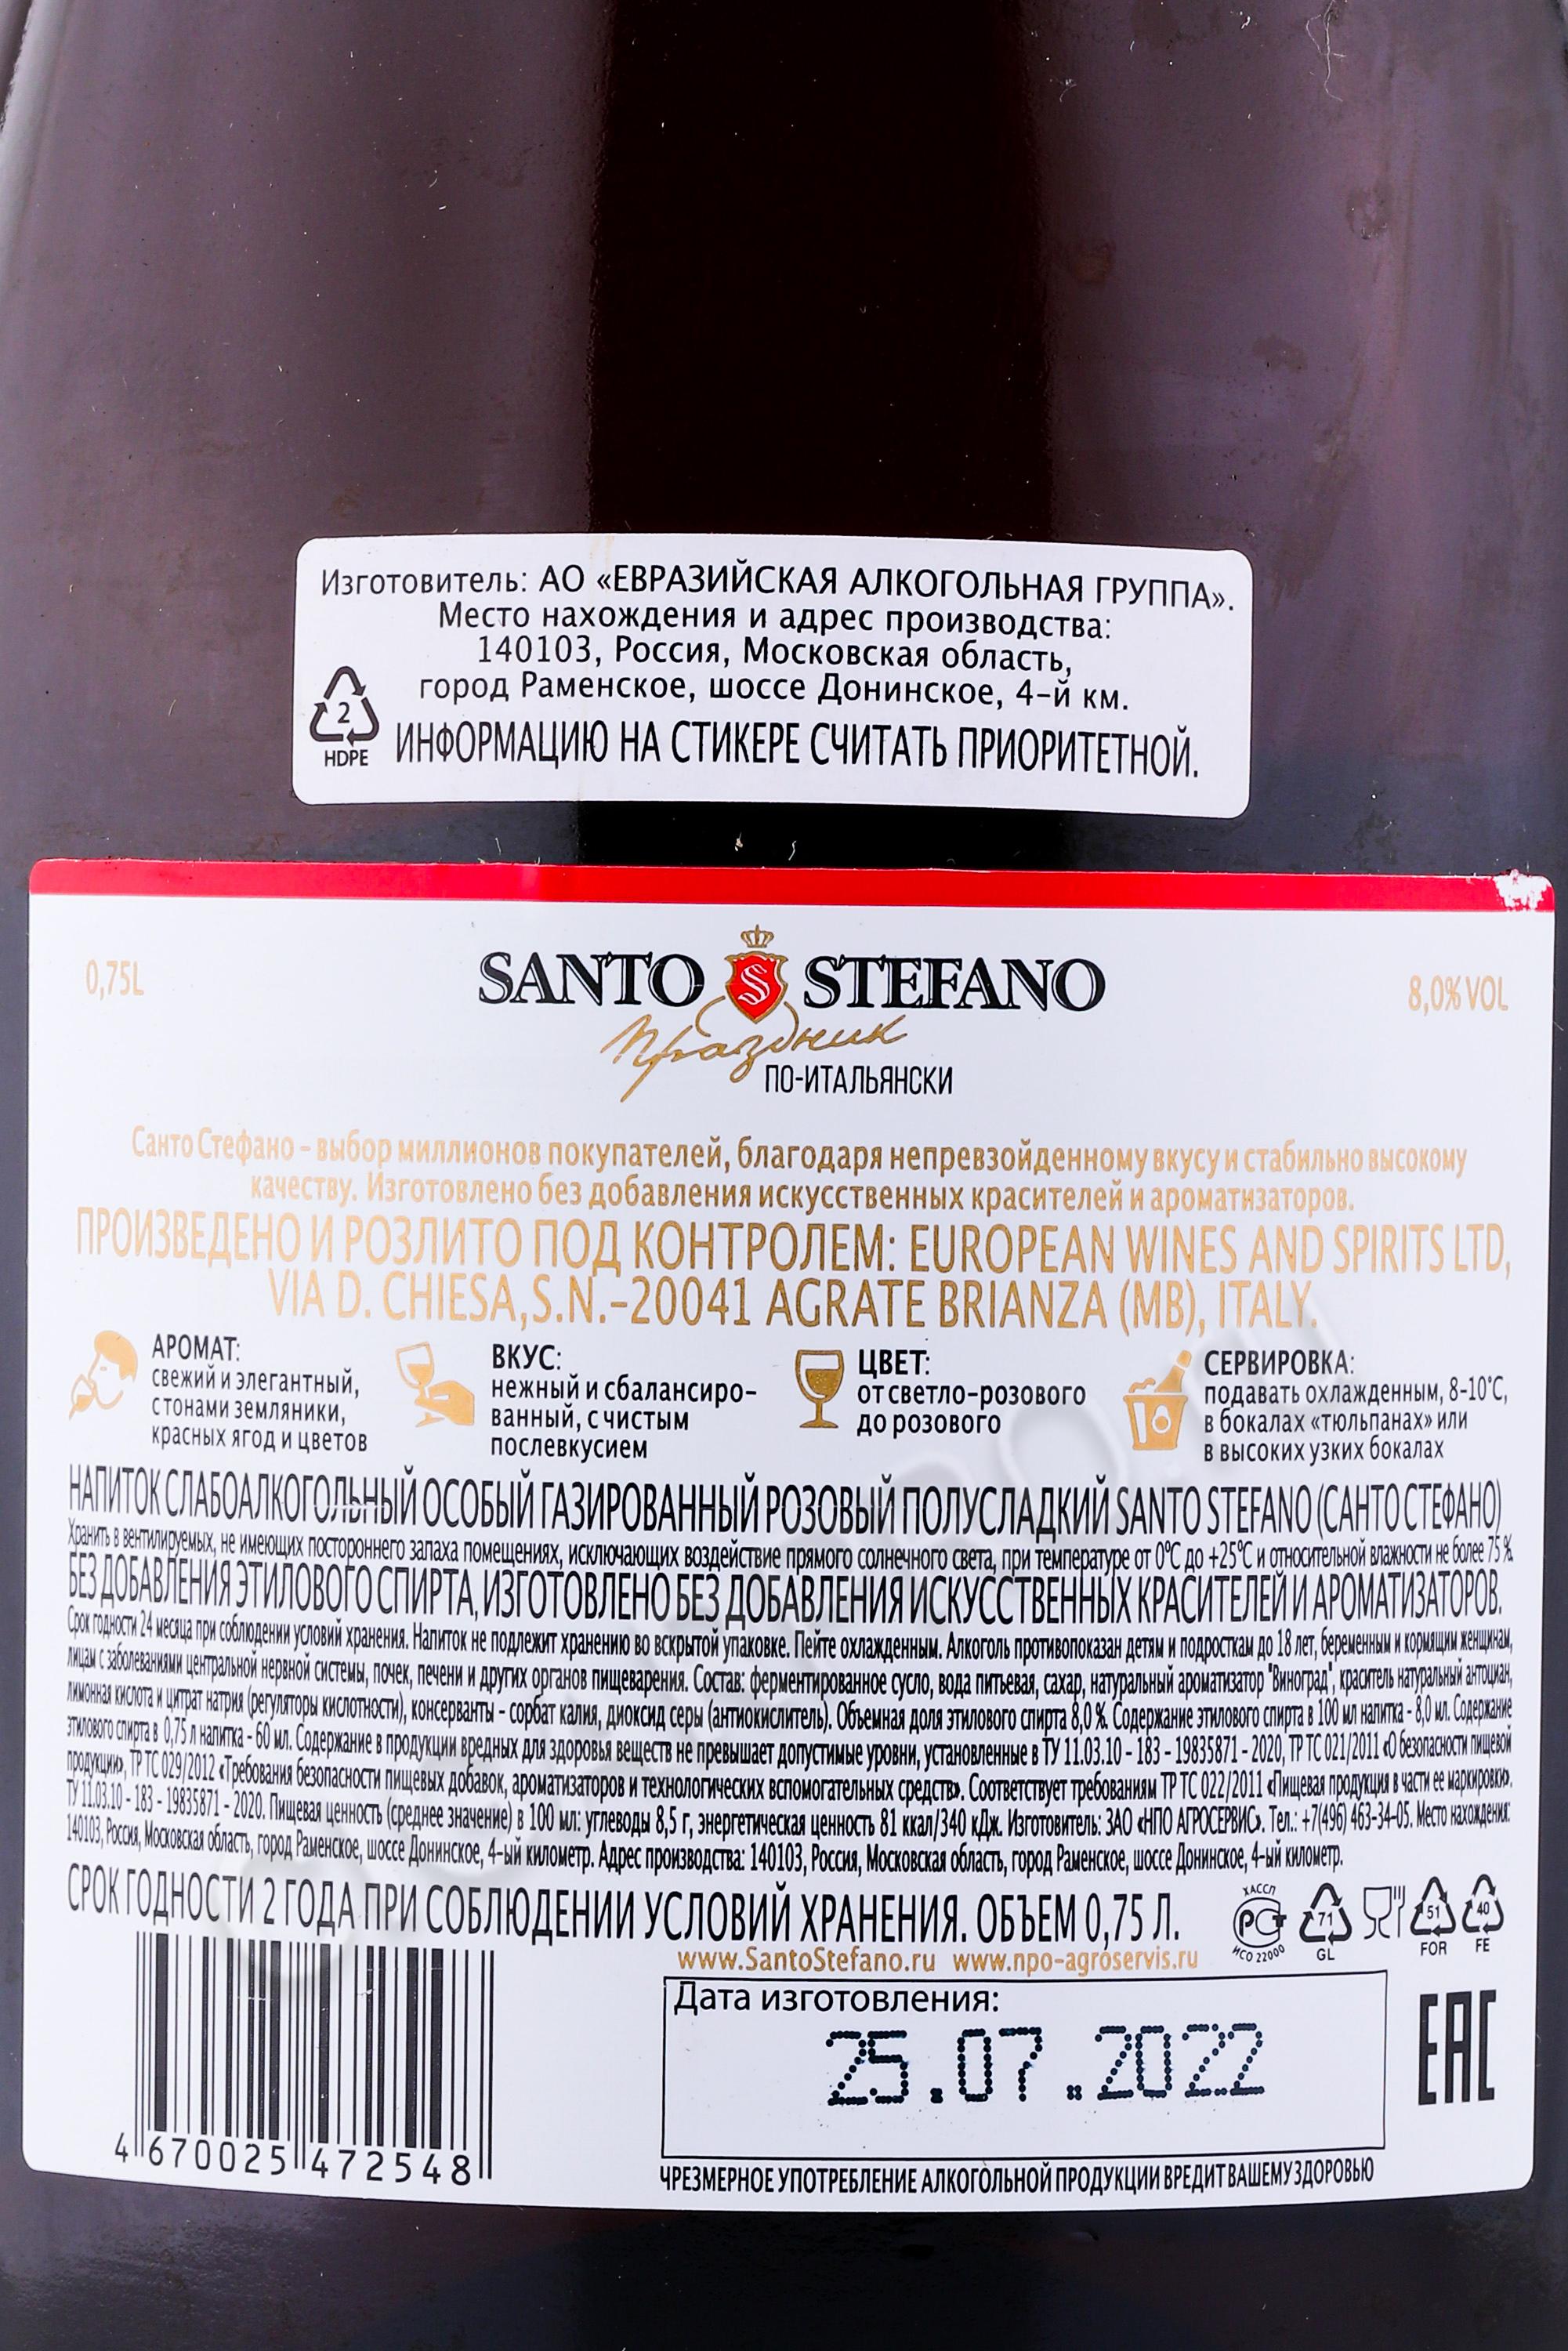 Изготовитель: АО «ЕВРАЗИЙСКАЯ АЛКОГОЛЬНАЯ ГРУППА».
Место нахождения и адрес производства:
140103, Россия, Московская область,
город Раменское, шоссе Донинское, 4-й км.
2
HDPE
ИНФОРМАЦИЮ НА СТИКЕРЕ СЧИТАТЬ ПРИОРИТЕТНОЙ.
0,75L
SANTO S STEFANO
8,0% VOL
Праздник
ПО-ИТАЛЬЯНСКИ
Санто Стефано – выбор миллионов покупателей, благодаря непревзойденному вкусу и стабильно высокому
качеству. Изготовлено без добавления искусственных красителей и ароматизаторов.
ПРОИЗВЕДЕНО И РОЗЛИТО ПОД КОНТРОЛЕМ: EUROPEAN WINES AND SPIRITS LTD,
VIA D. CHIESA,S.N.-20041 AGRATE BRIANZA (MB), ITALY.
АРОМАТ:
свежий и элегантный,
с тонами земляники,
красных ягод и цветов
ВКУС:
нежный и сбалансиро-
ванный, с чистым
послевкусием
ЦВЕТ:
от светло-розового
до розового
СЕРВИРОВКА:
подавать охлажденным, 8-10°С,
в бокалах «тюльпанах» или
в высоких узких бокалах
НАПИТОК СЛАБОАЛКОГОЛЬНЫЙ ОСОБЫЙ ГАЗИРОВАННЫЙ РОЗОВЫЙ ПОЛУСЛАДКИЙ SANTO STEFANO (САНТО СТЕФАНО)
Хранить в вентилируемых, не имеющих постороннего запаха помещениях, исключающих воздействие прямого солнечного света, при температуре от 0°С до +25°С и относительной влажности не более 75 %
БЕЗ ДОБАВЛЕНИЯ ЭТИЛОВОГО СПИРТА, ИЗГОТОВЛЕНО БЕЗ ДОБАВЛЕНИЯ ИСКУССТВЕННЫХ КРАСИТЕЛЕЙ И АРОМАТИЗАТОРОВ.
Срок годности 24 месяца при соблюдении условий хранения. Напиток не подлежит хранению во вскрытой упаковке. Пейте охлажденным. Алкоголь противопоказан детям и подросткам до 18 лет, беременным и кормящим женщинам,
лицам с заболеваниями центральной нервной системы, почек, печени и других органов пищеварения. Состав: ферментированное сусло, вода питьевая, сахар, натуральный ароматизатор "Виноград", краситель натуральный антоциан,
лимонная кислота и цитрат натрия (регуляторы кислотности), консерванты – сорбат калия, диоксид серы (антиокислитель). Объемная доля этилового спирта 8,0 %. Содержание этилового спирта в 100 мл напитка - 8,0 мл. Содержание
этилового спирта в 0,75 л напитка - 60 мл. Содержание в продукции вредных для здоровья веществ не превышает допустимые уровни, установленные в ТУ 11.03.10 – 183 – 19835871 – 2020, ТР ТС 021/2011 «О безопасности пищевой
продукции», ТР ТС 029/2012 «Требования безопасности пищевых добавок, ароматизаторов и технологических вспомогательных средств». Соответствует требованиям ТР ТС 022/2011 «Пищевая продукция в части ее маркировки».
ТУ 11.03.10 – 183 – 19835871 – 2020. Пищевая ценность (среднее значение) в 100 мл: углеводы 8,5 г, энергетическая ценность 81 ккал/340 кДж. Изготовитель: ЗАО «НПО АГРОСЕРВИС». Тел.: +7(496) 463-34-05. Место нахождения:
140103, Россия, Московская область, город Раменское, шоссе Донинское, 4-ый километр. Адрес производства: 140103, Россия, Московская область, город Раменское, шоссе Донинское, 4-ый километр.
СРОК ГОДНОСТИ 2 ГОДА ПРИ СОБЛЮДЕНИИ УСЛОВИЙ ХРАНЕНИЯ. ОБЪЕМ 0,75 Л.
ХАССП
РСТ
ИСО 22000
71
GL
51
FOR
40
FE
www.SantoStefano.ru www.npo-agroservis.ru
Дата изготовления:
25.07.2022
EAC
4 670025 472548
ЧРЕЗМЕРНОЕ УПОТРЕБЛЕНИЕ АЛКОГОЛЬНОЙ ПРОДУКЦИИ ВРЕДИТ ВАШЕМУ ЗДОРОВЬЮ